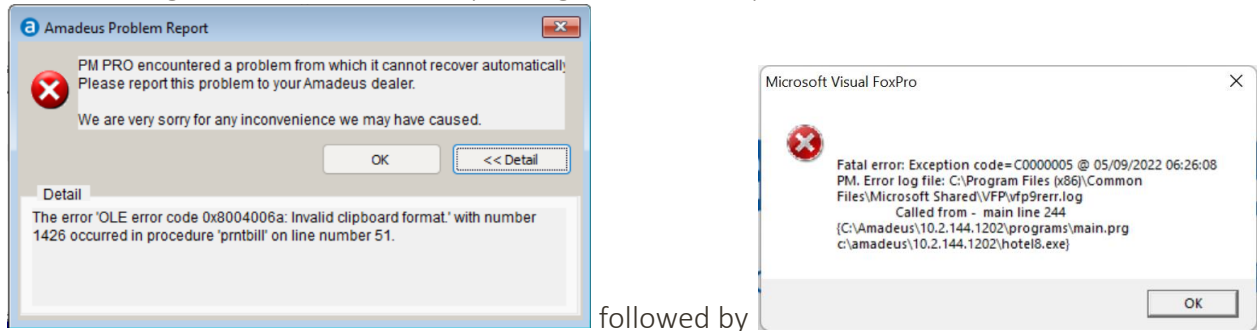 Amadeus Problem Report
PM PRO encountered a problem from which it cannot recover automatically
Please report this problem to your Amadeus dealer.
We are very sorry for any inconvenience we may have caused.
OK
<< Detail
Detail
The error 'OLE error code 0x8004006a: Invalid clipboard format.' with number
1426 occurred in procedure 'prntbill' on line number 51.
followed by
Microsoft Visual FoxPro
Fatal error: Exception code=C0000005 @ 05/09/2022 06:26:08
PM. Error log file: C:\Program Files (x86)\Common
Files\Microsoft Shared\VFP\vfp9rerr.log
Called from - main line 244
{C:\Amadeus\10.2.144.1202\programs\main.prg
c:\amadeus\10.2.144.1202\hotel8.exe}
OK